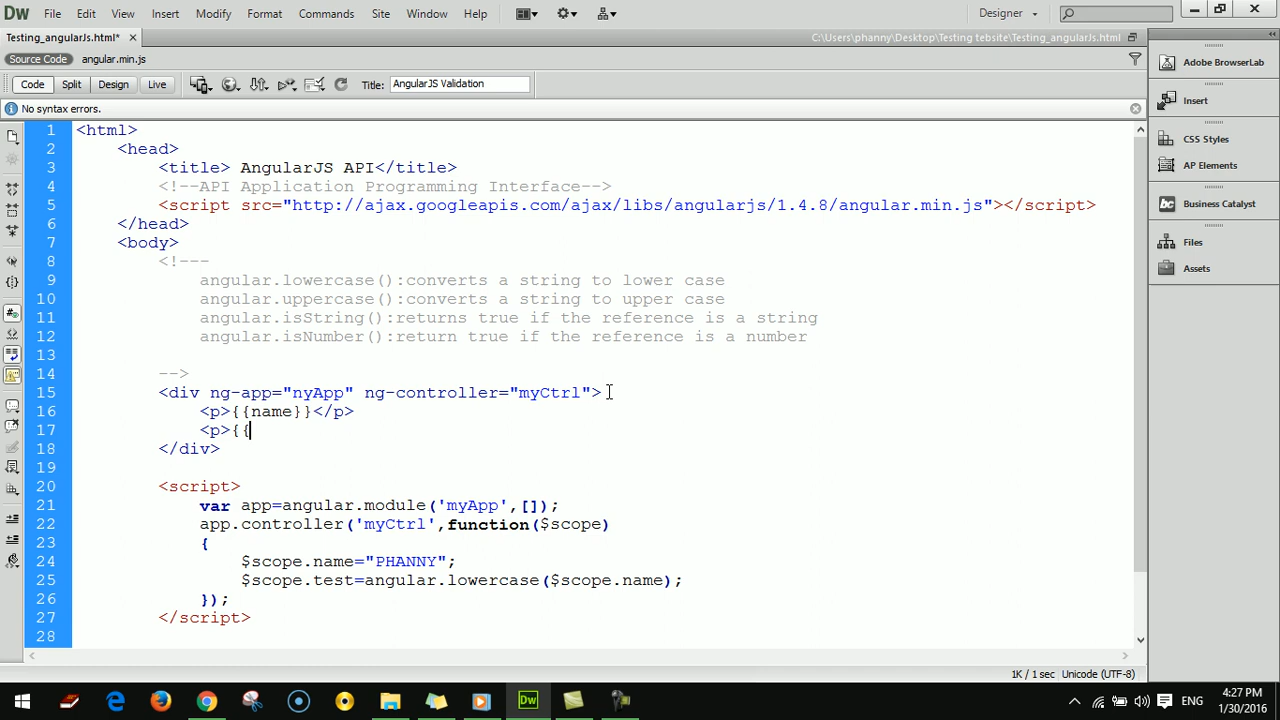 Dw File Edit View Insert Modify Format Commands Site Window Help Designer
Testing_angularJs.html* × C:\Users\phanny\Desktop\Testing tebsite\Testing_angularJs.html
Source Code angular.min.js
Code Split Design Live Title: AngularJS Validation
No syntax errors.
1 <html>
2 <head>
3 <title> AngularJS API</title>
4 <!--API Application Programming Interface-->
5 <script src="http://ajax.googleapis.com/ajax/libs/angularjs/1.4.8/angular.min.js"></script>
6 </head>
7 <body>
8 <!---
9 angular.lowercase():converts a string to lower case
10 angular.uppercase():converts a string to upper case
11 angular.isString():returns true if the reference is a string
12 angular.isNumber():return true if the reference is a number
13
14 -->
15 <div ng-app="nyApp" ng-controller="myCtrl">
16 <p>{{name}}</p>
17 <p>{{
18 </div>
19
20 <script>
21 var app=angular.module('myApp',[]);
22 app.controller('myCtrl',function($scope)
23 {
24 $scope.name="PHANNY";
25 $scope.test=angular.lowercase($scope.name);
26 });
27 </script>
28
Adobe BrowserLab
Insert
CSS Styles
AP Elements
Business Catalyst
Files
Assets
1K / 1 sec Unicode (UTF-8)
Dw ENG 4:27 PM
1/30/2016